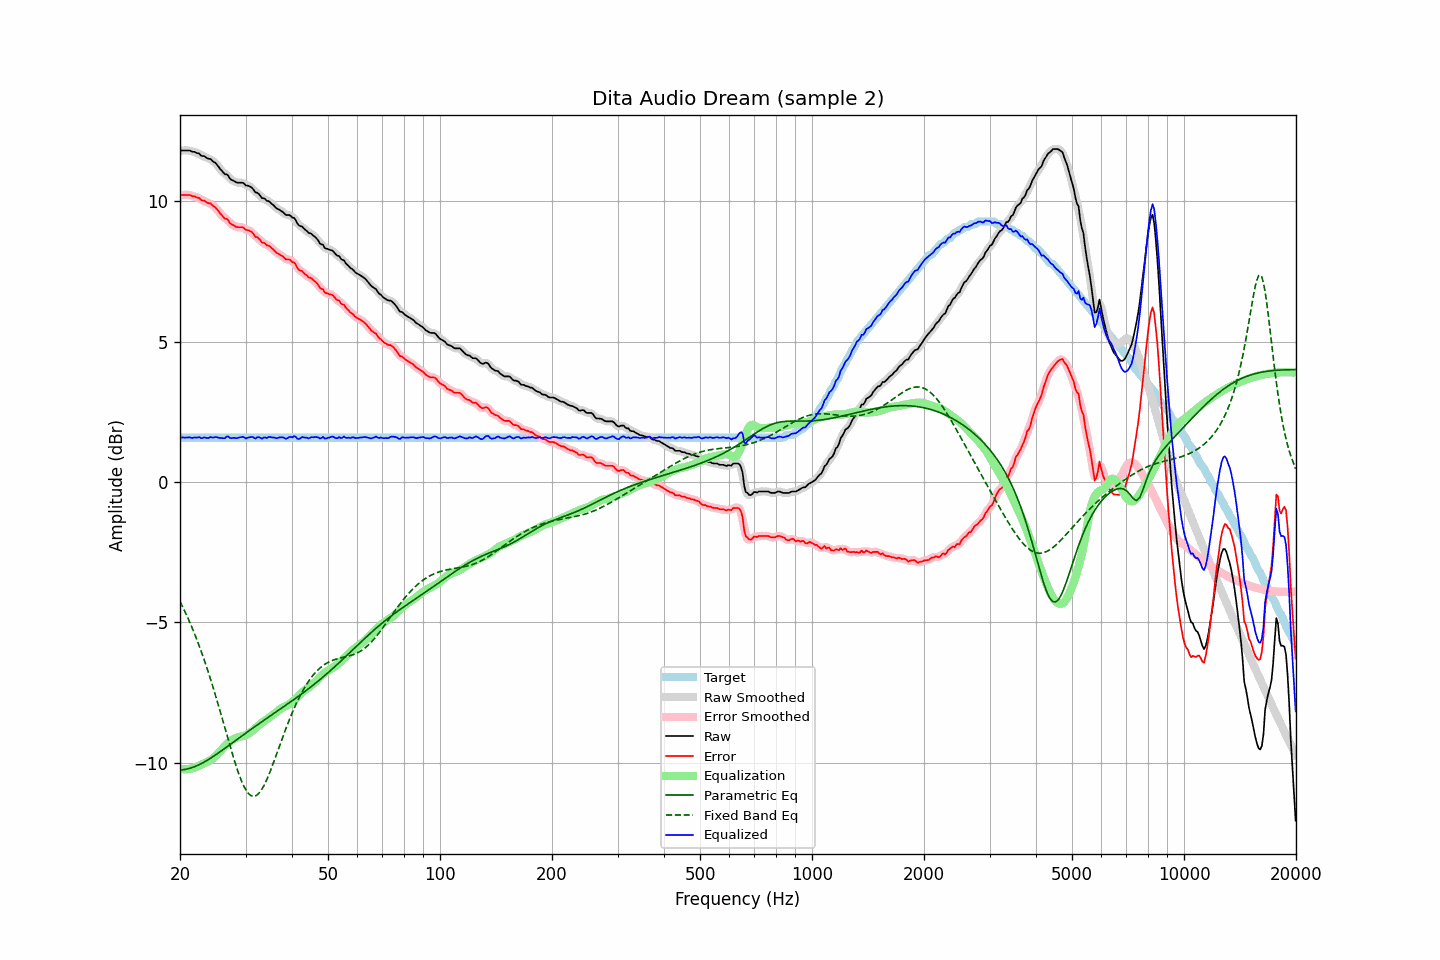 Dita Audio Dream (sample 2)
Amplitude (dBr)
10
5
0
−5
−10
Target
Raw Smoothed
Error Smoothed
Raw
Error
Equalization
Parametric Eq
Fixed Band Eq
Equalized
20 50 100 200 500 1000 2000 5000 10000 20000
Frequency (Hz)